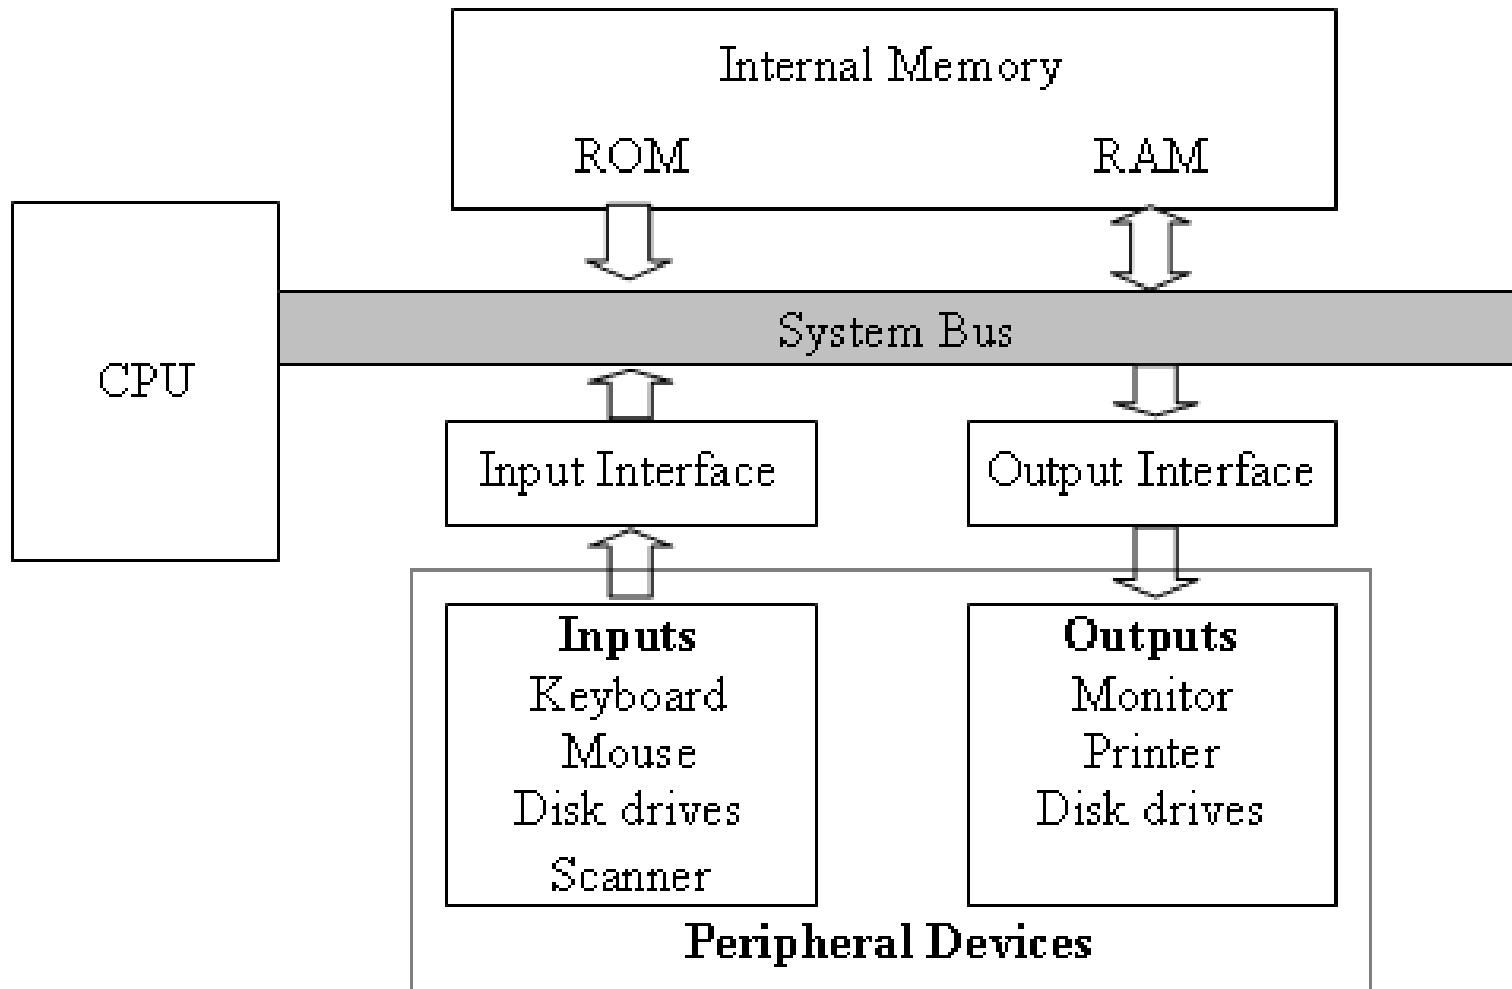 Internal Memory
ROM RAM
System Bus
CPU
Input Interface
Output Interface
Inputs
Keyboard
Mouse
Disk drives
Scanner
Outputs
Monitor
Printer
Disk drives
Peripheral Devices